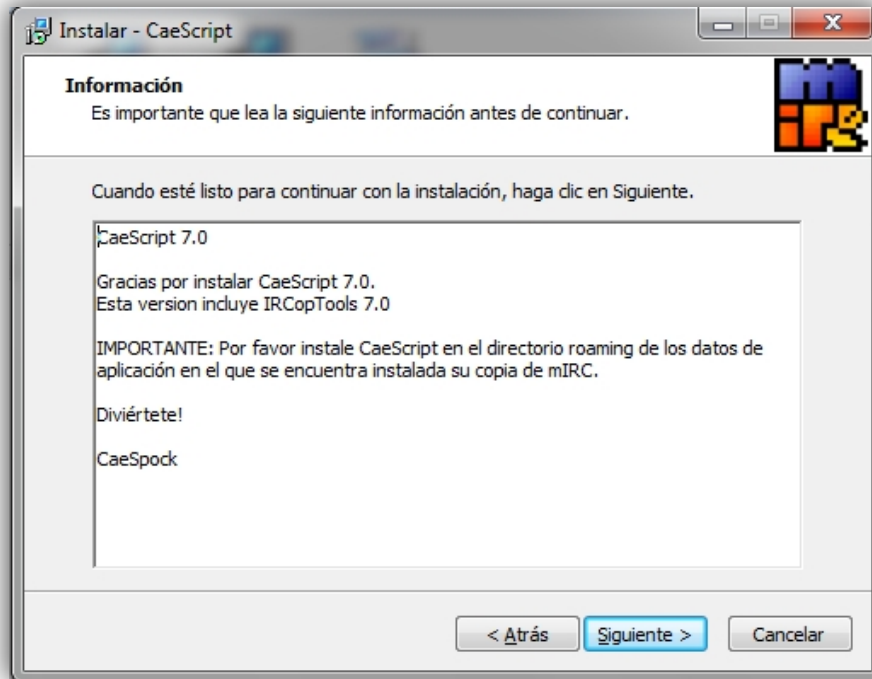 Instalar - CaeScript
Información
Es importante que lea la siguiente información antes de continuar.
mIRC
Cuando esté listo para continuar con la instalación, haga clic en Siguiente.
CaeScript 7.0
Gracias por instalar CaeScript 7.0.
Esta version incluye IRCopTools 7.0
IMPORTANTE: Por favor instale CaeScript en el directorio roaming de los datos de
aplicación en el que se encuentra instalada su copia de mIRC.
Diviértete!
CaeSpock
< Atrás Siguiente > Cancelar